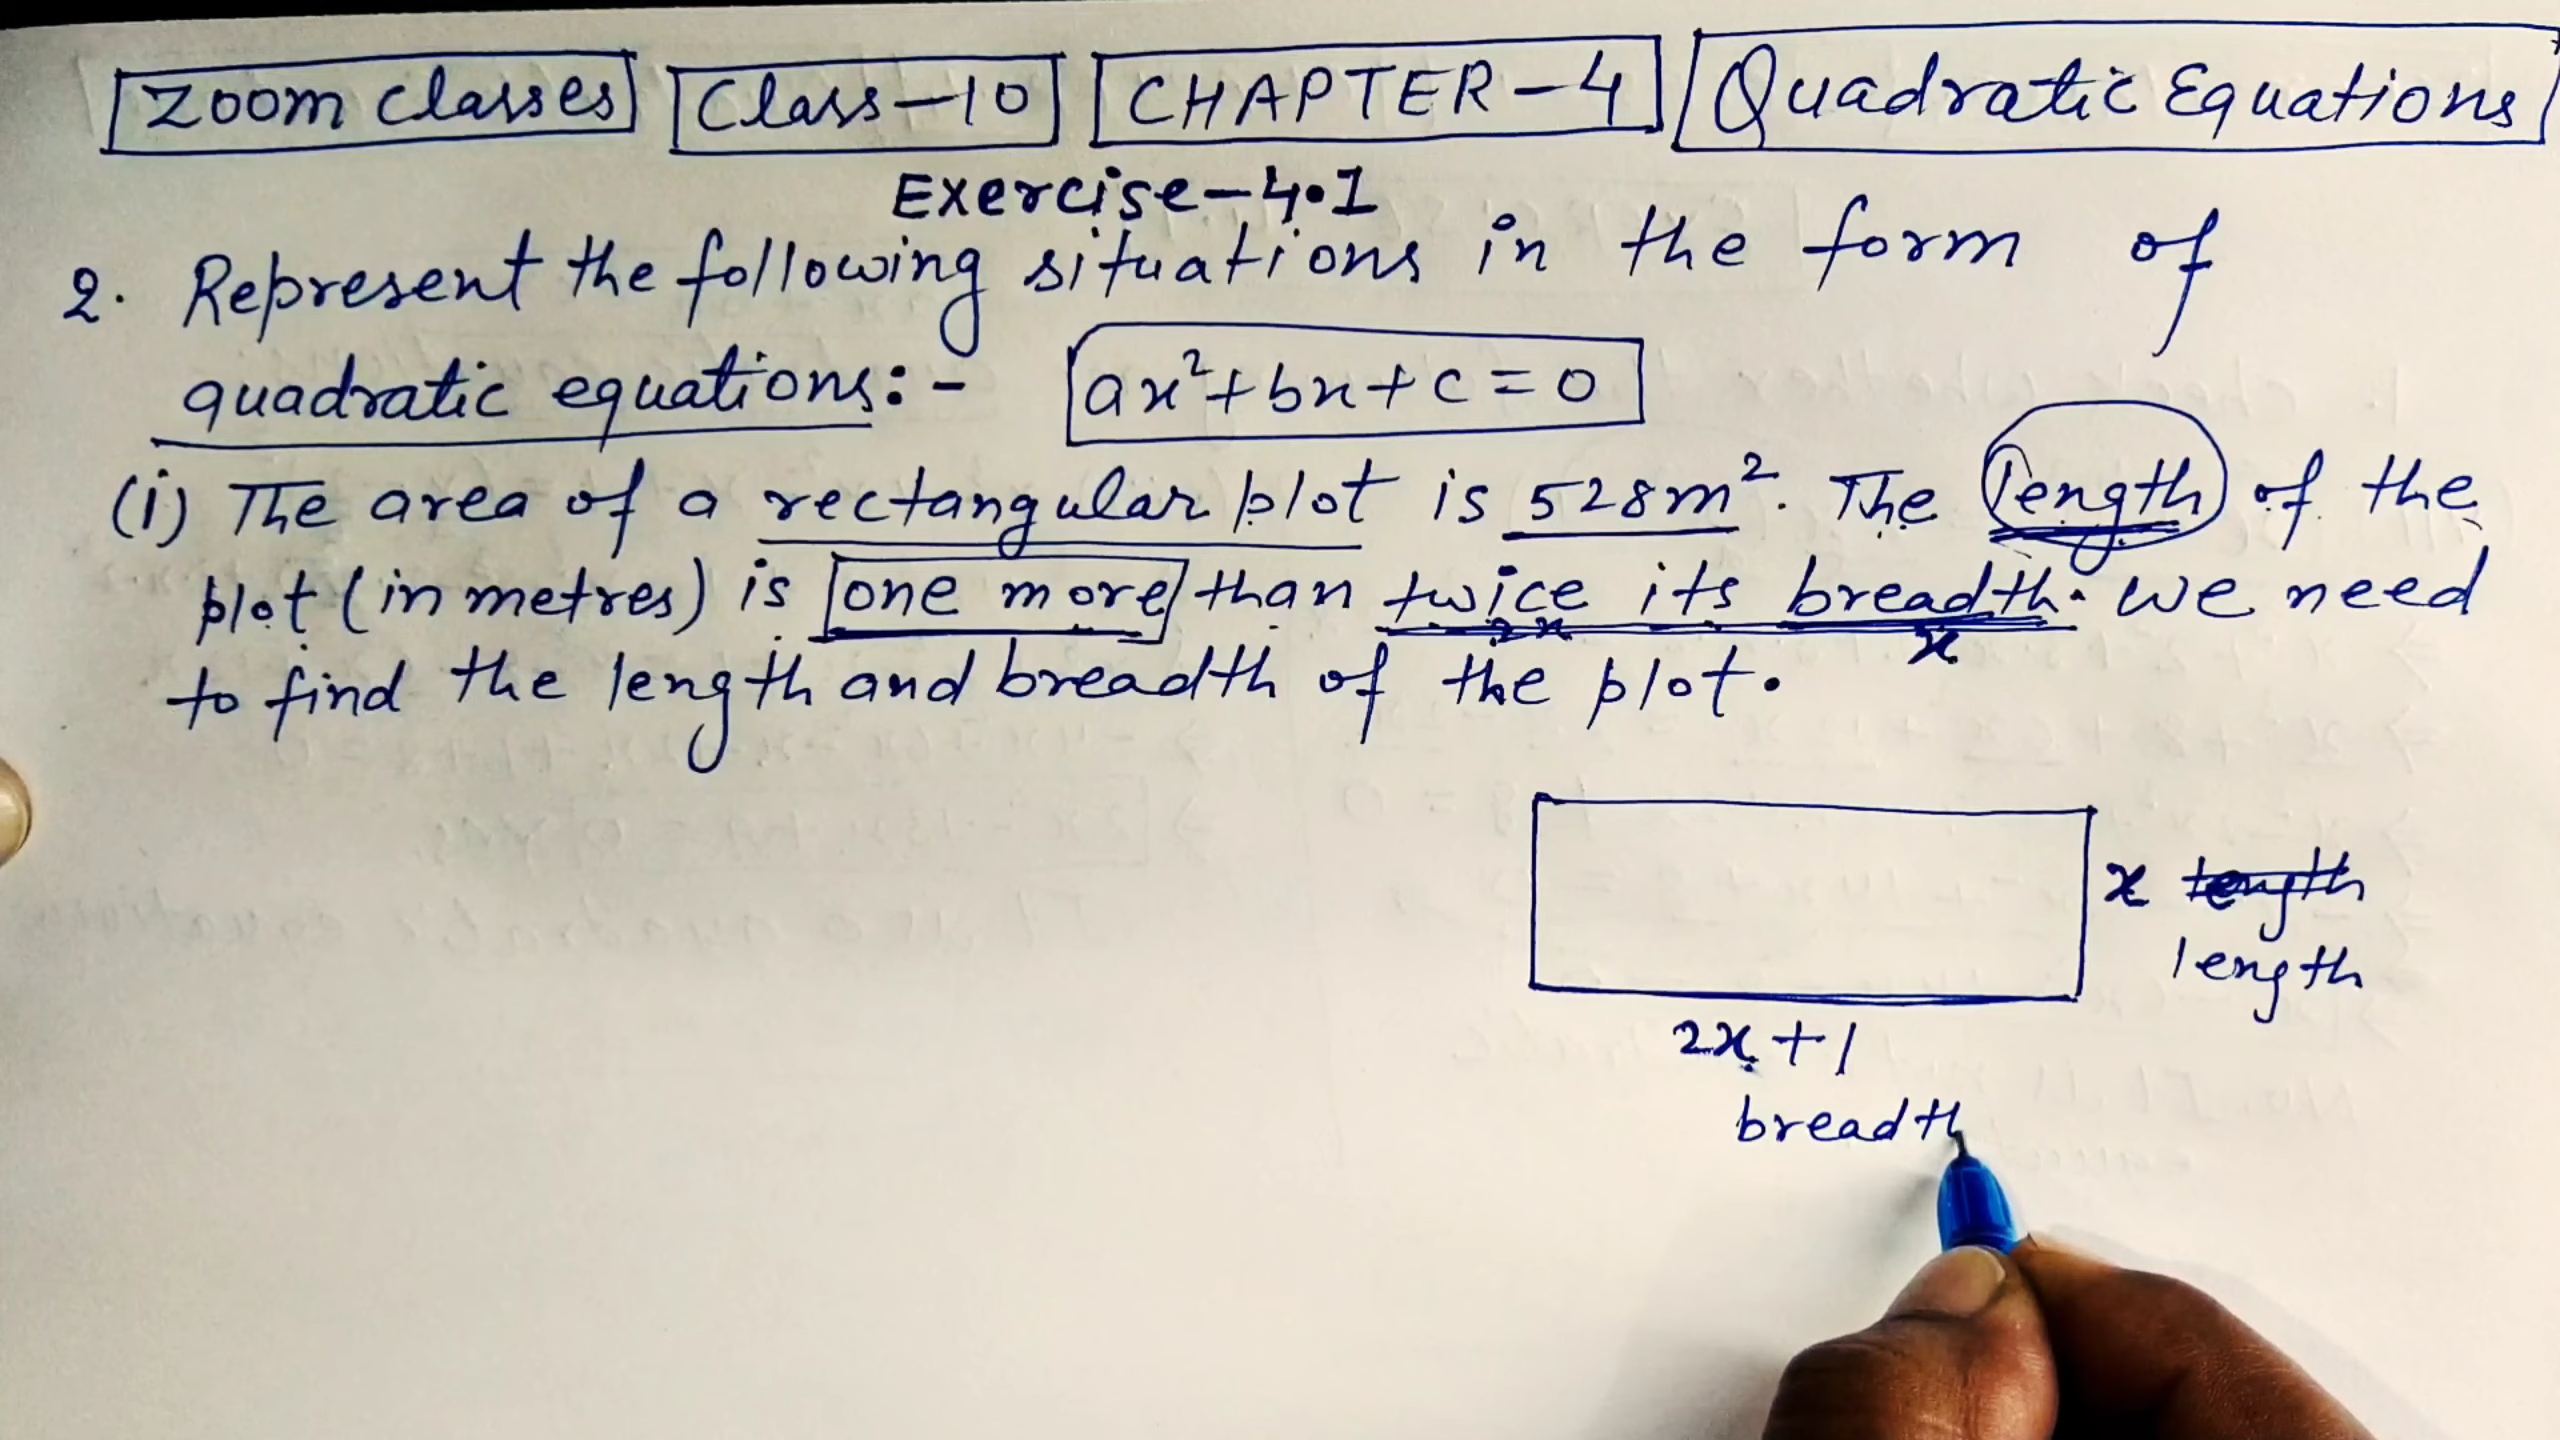 Zoom Classes Class-10 CHAPTER-4 Quadratic Equations
Exercise-4.1
2. Represent the following situations in the form of
quadratic equations:- ax²+bx+c=0
(i) The area of a rectangular plot is 528m². The length of the
plot (in metres) is one more than twice its breadth. We need
2x x
to find the length and breadth of the plot.
x length
length
2x+1
breadth